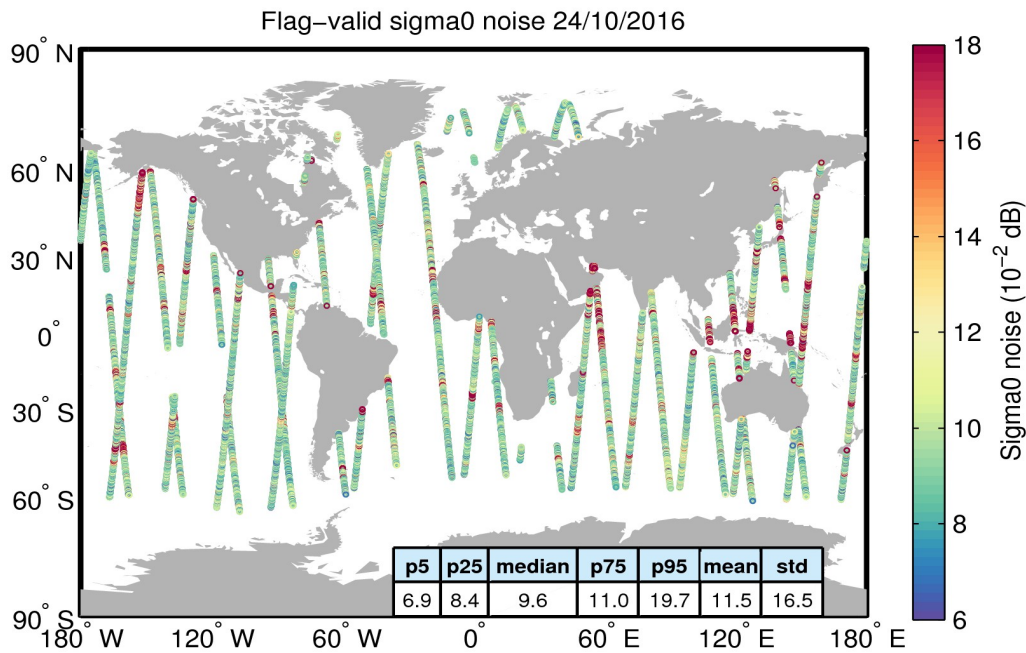 Flag−valid sigma0 noise 24/10/2016
90° N
60° N
30° N
0°
30° S
60° S
90° S
180° W 120° W 60° W 0° 60° E 120° E 180° E
p5 p25 median p75 p95 mean std
6.9 8.4 9.6 11.0 19.7 11.5 16.5
18
16
14
12
10
8
6
Sigma0 noise (10⁻² dB)